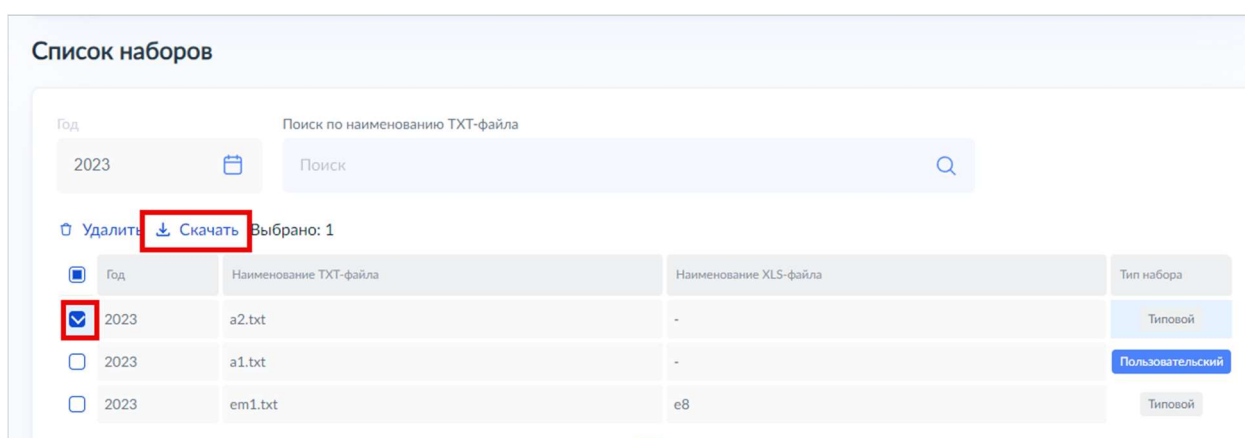 Список наборов
Год Поиск по наименованию TXT-файла
2023 Поиск
Удалить Скачать Выбрано: 1
Год Наименование TXT-файла Наименование XLS-файла Тип набора
2023 a2.txt - Типовой
2023 a1.txt - Пользовательский
2023 em1.txt e8 Типовой